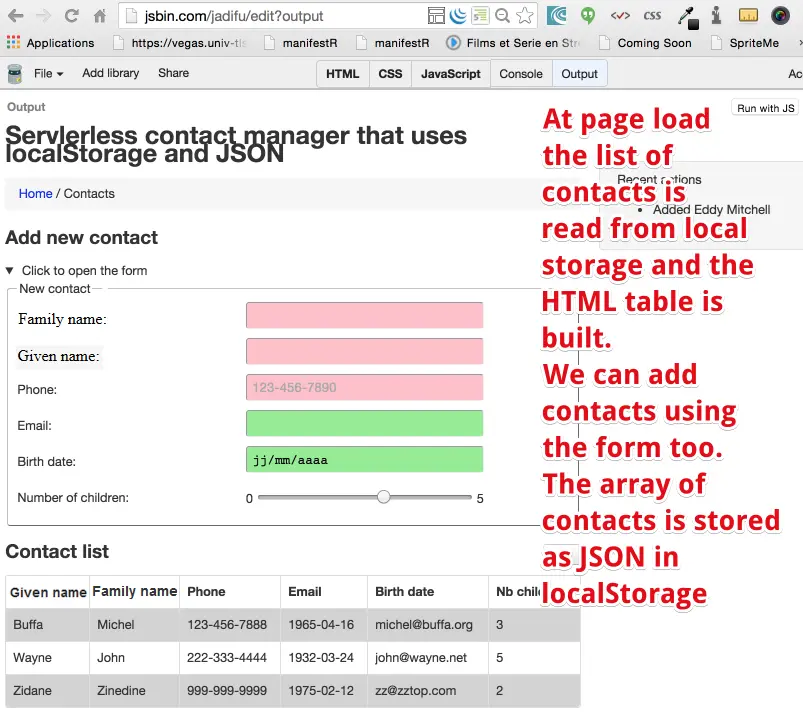 jsbin.com/jadifu/edit?output
CSS
Applications
https://vegas.univ-tls
manifestR
manifestR
Films et Serie en Stre
Coming Soon
SpriteMe
File
Add library
Share
HTML
CSS
JavaScript
Console
Output
Ac
Output
Run with JS
Servlerless contact manager that uses
localStorage and JSON
Home / Contacts
Recent actions
Added Eddy Mitchell
Add new contact
Click to open the form
New contact
Family name:
Given name:
Phone:
123-456-7890
Email:
Birth date:
jj/mm/aaaa
Number of children:
0
5
At page load
the list of
contacts is
read from local
storage and the
HTML table is
built.
We can add
contacts using
the form too.
The array of
contacts is stored
as JSON in
localStorage
Contact list
Given name Family name Phone Email Birth date Nb chil
Buffa Michel 123-456-7888 1965-04-16 michel@buffa.org 3
Wayne John 222-333-4444 1932-03-24 john@wayne.net 5
Zidane Zinedine 999-999-9999 1975-02-12 zz@zztop.com 2